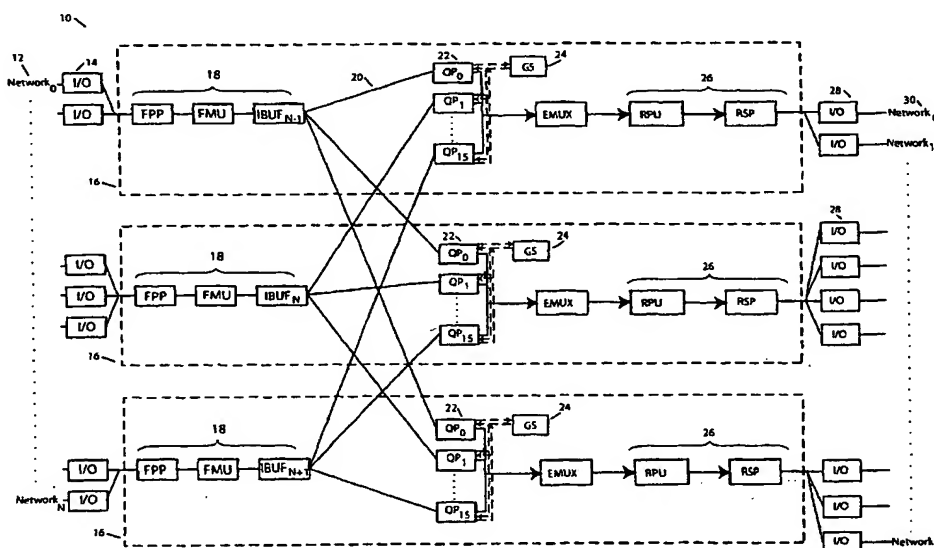 10
12
14
Network0
I/O
I/O
18
FPP
FMU
IBUFN-1
20
22
24
QP0
GS
QP1
QP15
EMUX
26
RPU
RSP
28
I/O
I/O
30
Network
Network1
16
I/O
I/O
I/O
18
FPP
FMU
IBUFN
22
24
QP0
GS
QP1
QP15
EMUX
26
RPU
RSP
28
I/O
I/O
I/O
I/O
16
I/O
I/O
NetworkN
18
FPP
FMU
IBUFN+1
22
24
QP0
GS
QP1
QP15
EMUX
26
RPU
RSP
I/O
I/O
I/O
Network
16